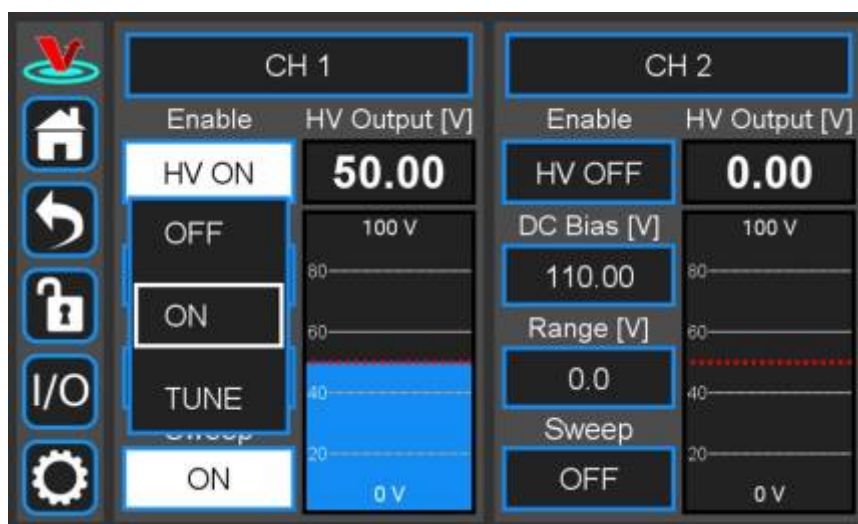 CH 1
Enable
HV Output [V]
HV ON
50.00
OFF
ON
TUNE
100 V
80
60
40
20
0 V
Sweep
ON
CH 2
Enable
HV Output [V]
HV OFF
0.00
DC Bias [V]
110.00
Range [V]
0.0
Sweep
OFF
100 V
80
60
40
20
0 V
I/O